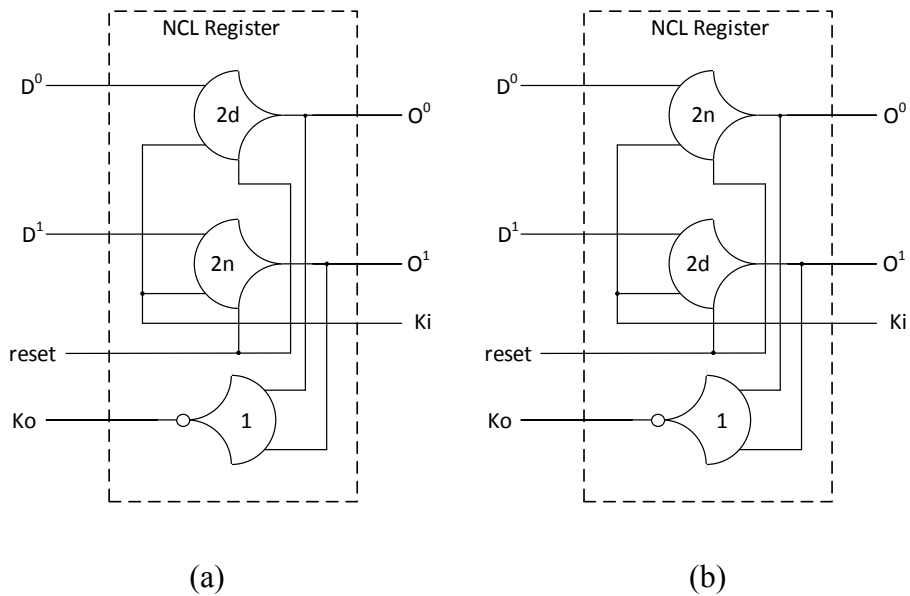 NCL Register
D⁰
2d
O⁰
D¹
2n
O¹
Ki
reset
Ko
1
(a)
NCL Register
D⁰
2n
O⁰
D¹
2d
O¹
Ki
reset
Ko
1
(b)